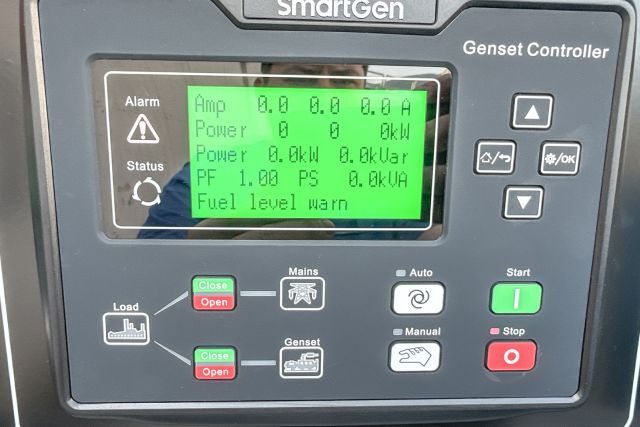 SmartGen
Genset Controller
Alarm
Status
Amp 0.0 0.0 0.0 A
Power 0 0 0kW
Power 0.0kW 0.0kVar
PF 1.00 PS 0.0kVA
Fuel level warn
⚙/OK
Load
Close
Open
Mains
Close
Open
Genset
Auto
Manual
Start
Stop